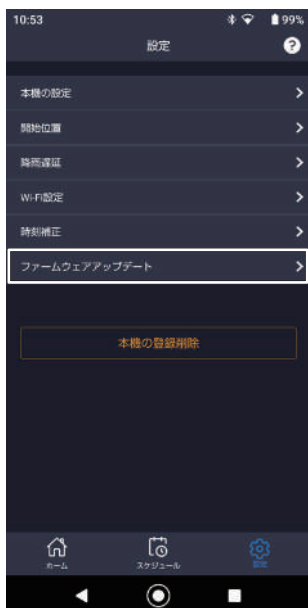 10:53
99%
設定
?
本機の設定
開始位置
降雨遅延
Wi-Fi設定
時刻補正
ファームウェアアップデート
本機の登録削除
ホーム
スケジュール
設定